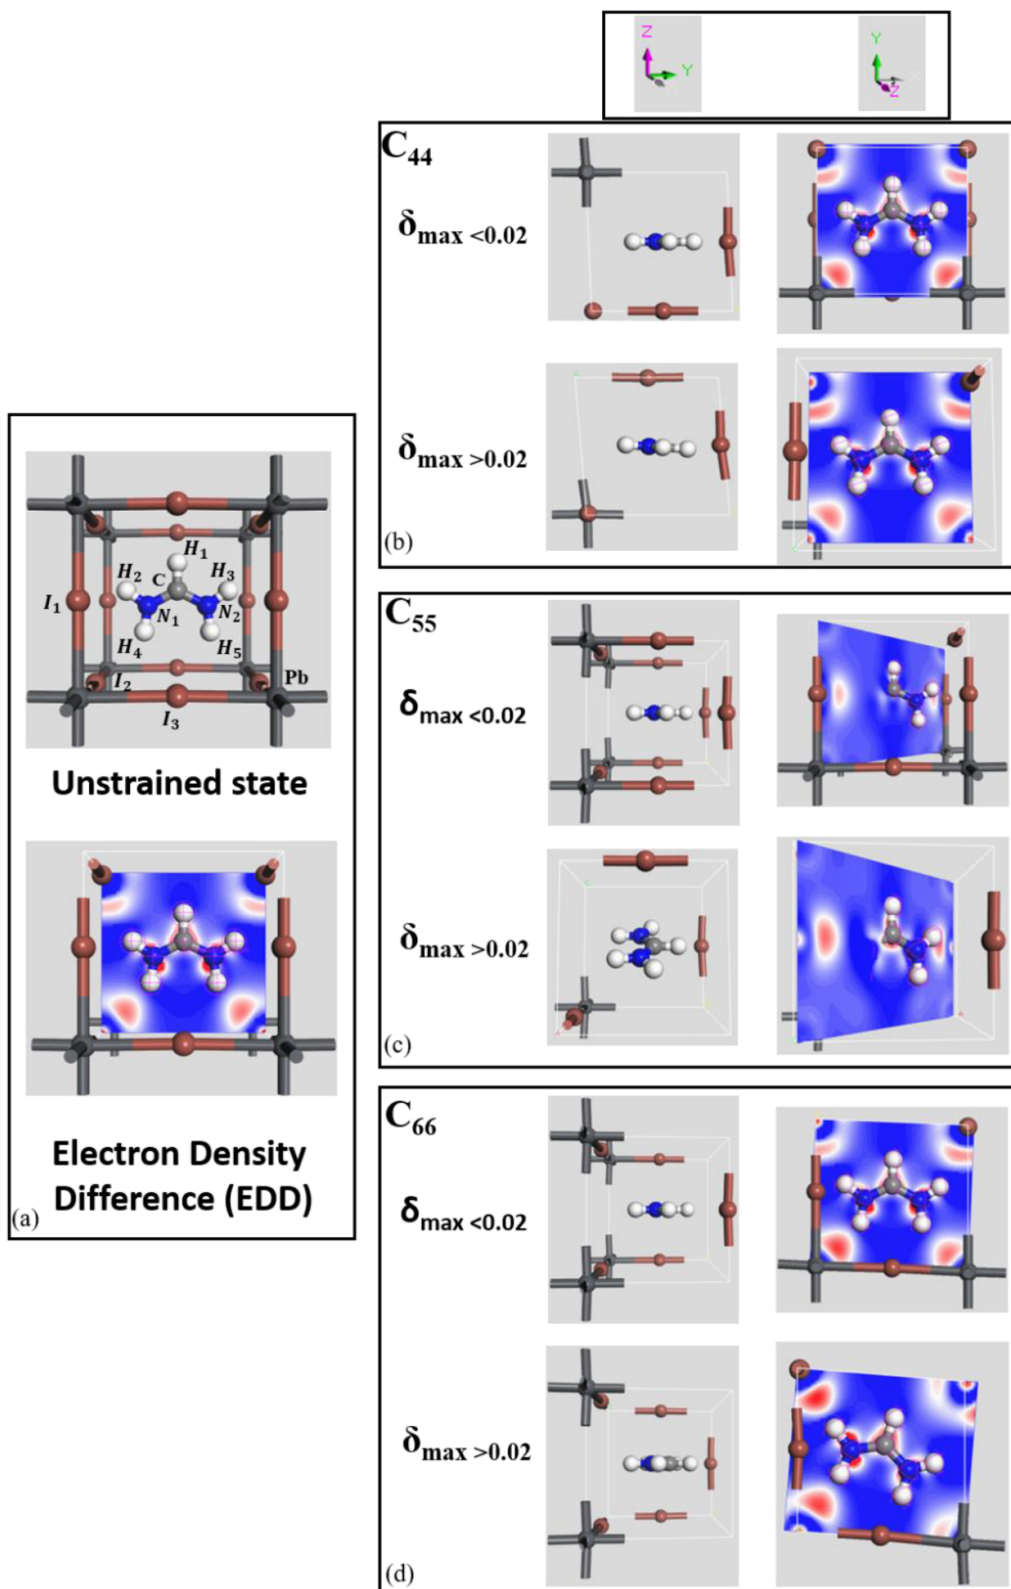 Z
Y
Y
Z
C44
δmax <0.02
δmax >0.02
(b)
H1
H2
C
H3
I1
N1
N2
H4
H5
I2
Pb
I3
Unstrained state
Electron Density
Difference (EDD)
(a)
C55
δmax <0.02
δmax >0.02
(c)
C66
δmax <0.02
δmax >0.02
(d)